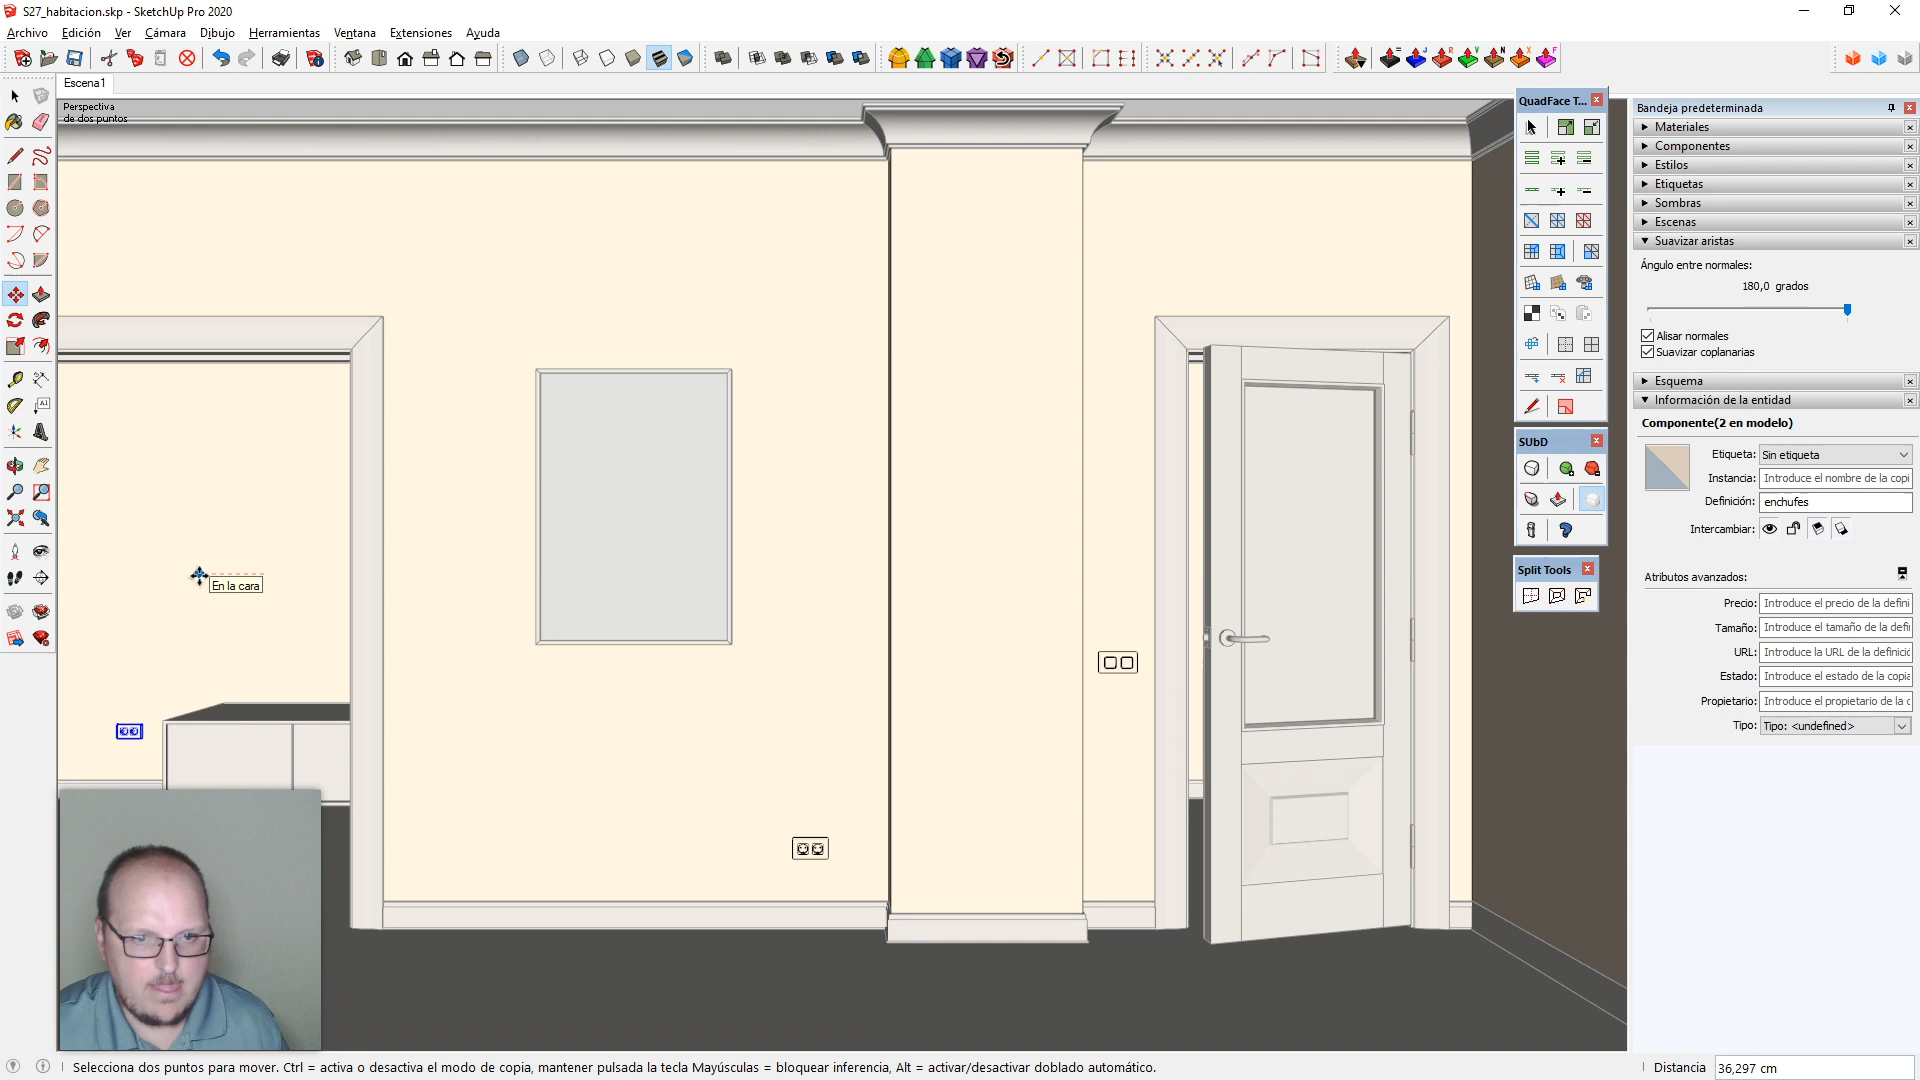 S27_habitacion.skp - SketchUp Pro 2020
Archivo Edición Ver Cámara Dibujo Herramientas Ventana Extensiones Ayuda
Escena1
Perspectiva
de dos puntos
En la cara
QuadFace T...
SUbD
Split Tools
Bandeja predeterminada
Materiales
Componentes
Estilos
Etiquetas
Sombras
Escenas
Suavizar aristas
Ángulo entre normales:
180,0 grados
Alisar normales
Suavizar coplanarias
Esquema
Información de la entidad
Componente(2 en modelo)
Etiqueta: Sin etiqueta
Instancia: Introduce el nombre de la copi
Definición: enchufes
Intercambiar:
Atributos avanzados:
Precio: Introduce el precio de la defini
Tamaño: Introduce el tamaño de la defi
URL: Introduce la URL de la definició
Estado: Introduce el estado de la copia
Propietario: Introduce el propietario de la c
Tipo: Tipo: <undefined>
Selecciona dos puntos para mover. Ctrl = activa o desactiva el modo de copia, mantener pulsada la tecla Mayúsculas = bloquear inferencia, Alt = activar/desactivar doblado automático.
Distancia 36,297 cm